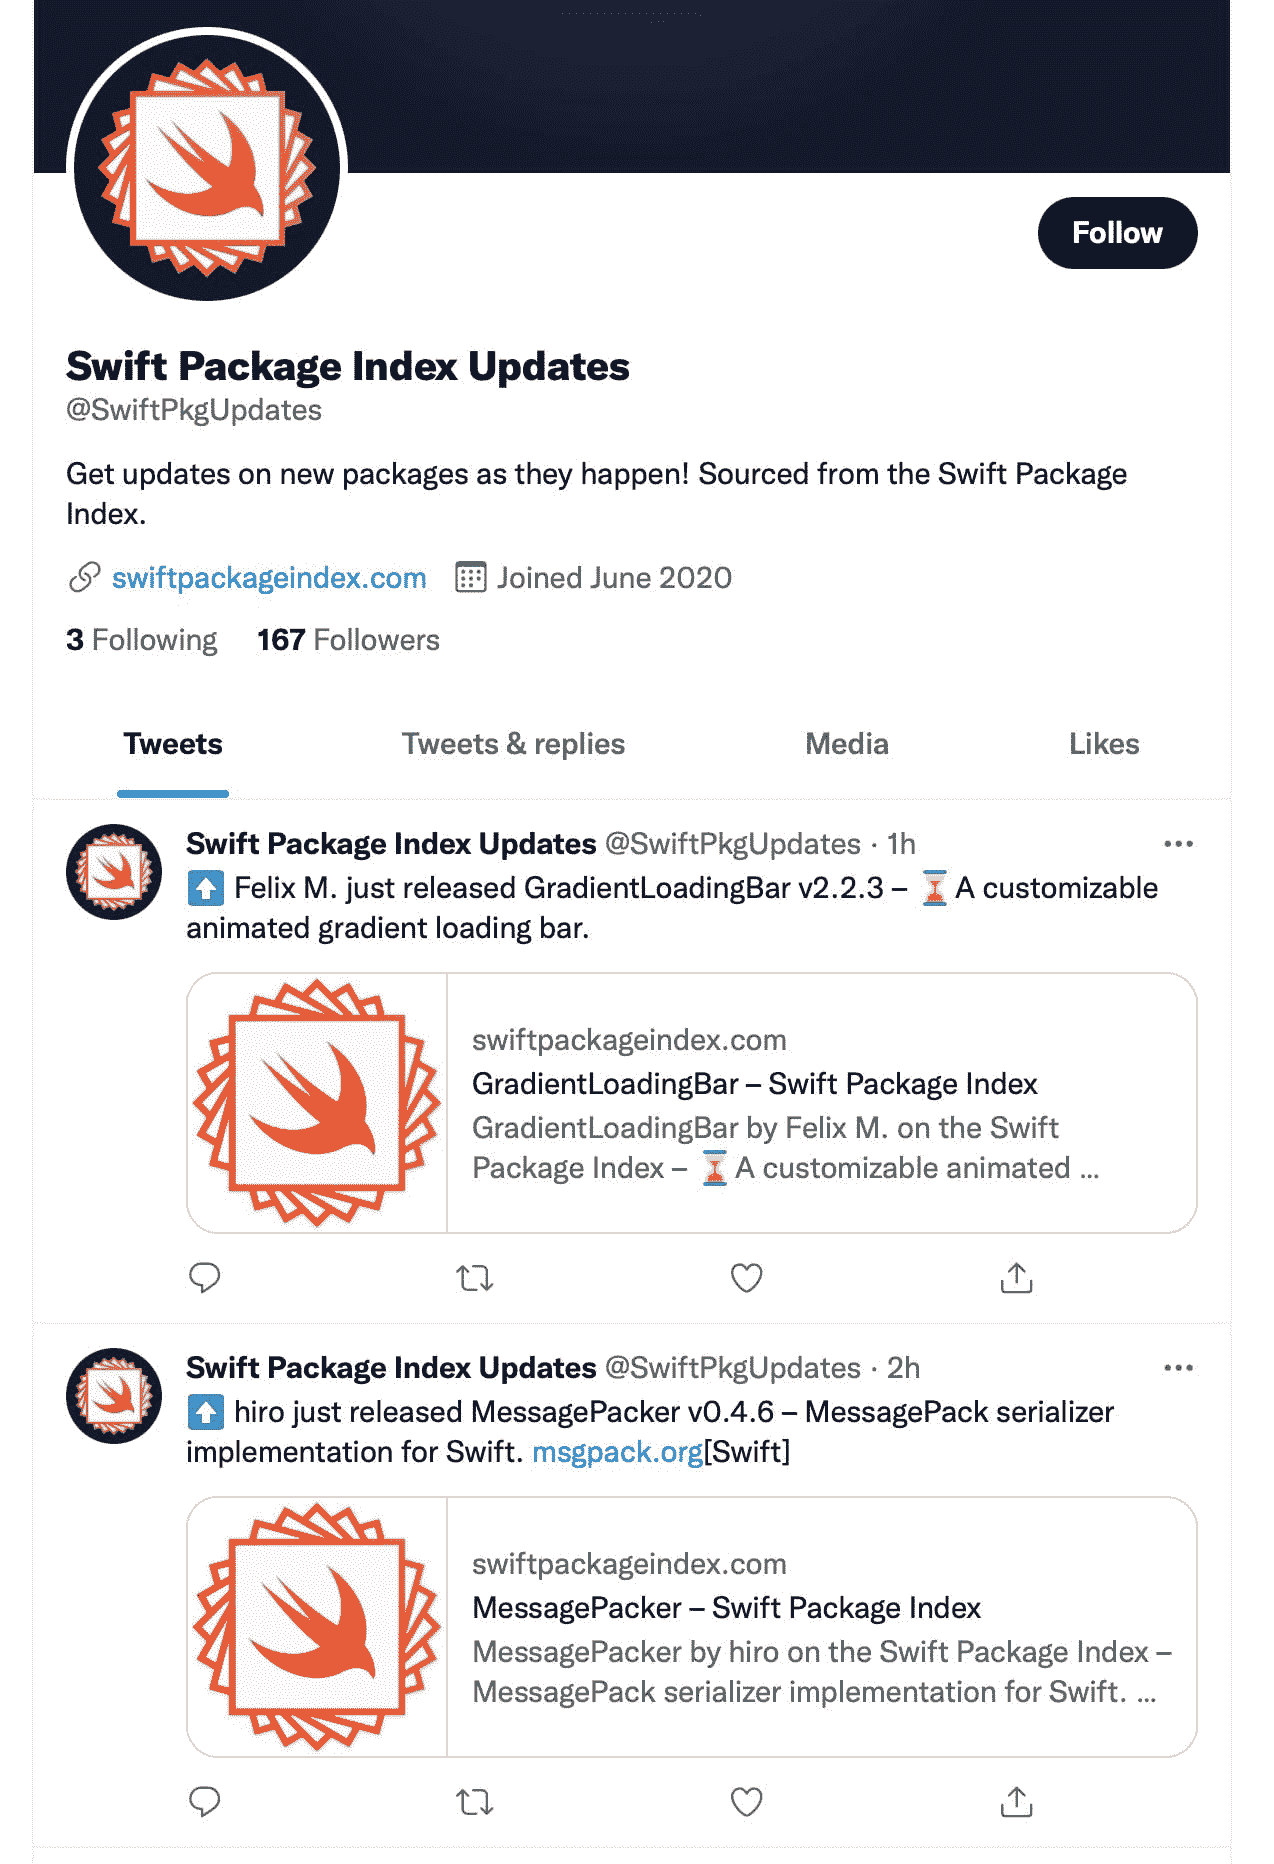 Follow
Swift Package Index Updates
@SwiftPkgUpdates
Get updates on new packages as they happen! Sourced from the Swift Package
Index.
swiftpackageindex.com Joined June 2020
3 Following 167 Followers
Tweets Tweets & replies Media Likes
Swift Package Index Updates @SwiftPkgUpdates · 1h
⬆️ Felix M. just released GradientLoadingBar v2.2.3 – ⌛ A customizable
animated gradient loading bar.
swiftpackageindex.com
GradientLoadingBar – Swift Package Index
GradientLoadingBar by Felix M. on the Swift
Package Index – ⌛ A customizable animated ...
Swift Package Index Updates @SwiftPkgUpdates · 2h
⬆️ hiro just released MessagePacker v0.4.6 – MessagePack serializer
implementation for Swift. msgpack.org[Swift]
swiftpackageindex.com
MessagePacker – Swift Package Index
MessagePacker by hiro on the Swift Package Index –
MessagePack serializer implementation for Swift. ...